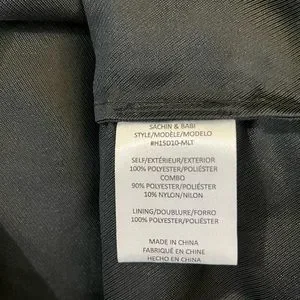 SACHIN & BABI
STYLE/MODÈLE/MODELO
#H15D10-MLT
SELF/EXTÉRIEUR/EXTERIOR
100% POLYESTER/POLIÉSTER
COMBO
90% POLYESTER/POLIÉSTER
10% NYLON/NILON
LINING/DOUBLURE/FORRO
100% POLYESTER/POLIÉSTER
MADE IN CHINA
FABRIQUÉ EN CHINE
HECHO EN CHINA